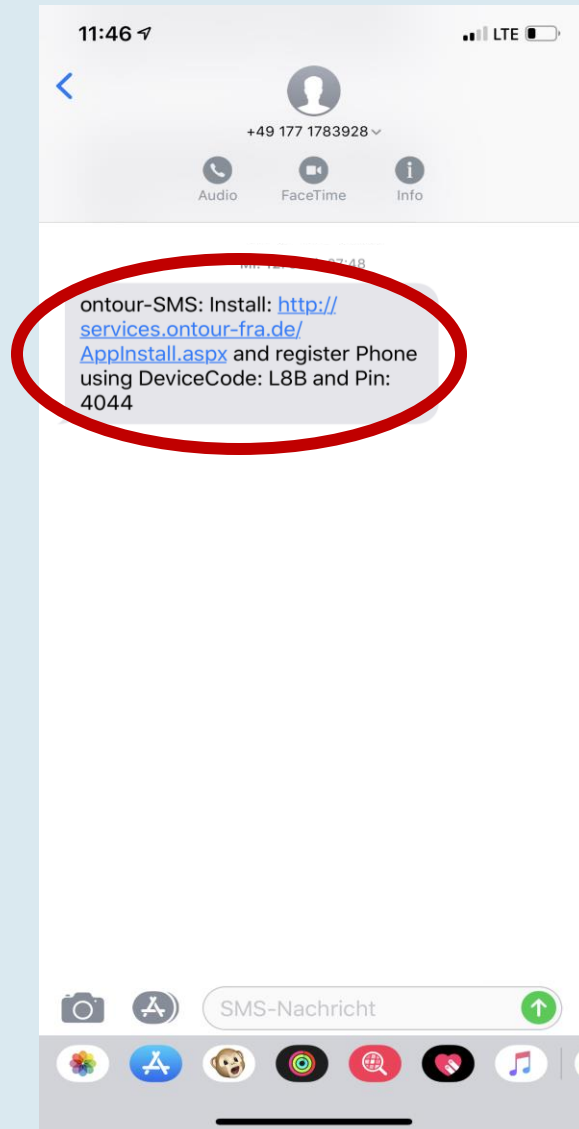 11:46
LTE
+49 177 1783928
Audio FaceTime Info
ontour-SMS: Install: http://
services.ontour-fra.de/
AppInstall.aspx and register Phone
using DeviceCode: L8B and Pin:
4044
SMS-Nachricht